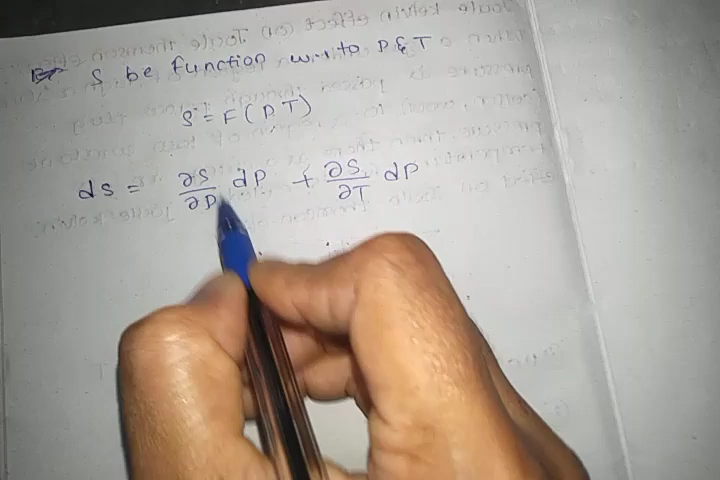 S be function w.r.to P & T
S = F(P T)
ds = ∂S/∂P dP + ∂S/∂T dP